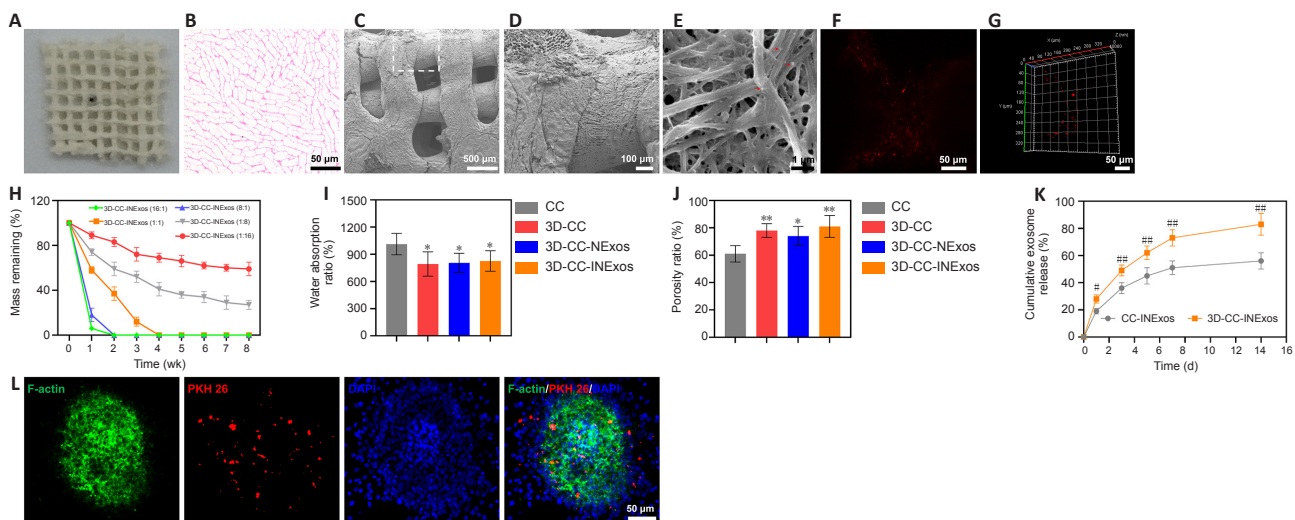 A
B
C
D
E
F
G
50 μm
500 μm
100 μm
1 μm
50 μm
X (μm)
Z (nm)
Y (μm)
50 μm
H
Mass remaining (%)
120
80
40
0
3D-CC-INExos (16:1)
3D-CC-INExos (8:1)
3D-CC-INExos (1:1)
3D-CC-INExos (1:8)
3D-CC-INExos (1:16)
0 1 2 3 4 5 6 7 8
Time (wk)
I
Water absorption
ratio (%)
1500
1200
900
600
300
0
* * *
CC
3D-CC
3D-CC-NExos
3D-CC-INExos
J
Porosity ratio (%)
100
80
60
40
20
0
** * **
CC
3D-CC
3D-CC-NExos
3D-CC-INExos
K
Cumulative exosome
release (%)
100
80
60
40
20
0
# ## ## ## ##
CC-INExos
3D-CC-INExos
0 2 4 6 8 10 12 14
Time (d)
L
F-actin
PKH 26
DAPI
F-actin/PKH 26/DAPI
50 μm